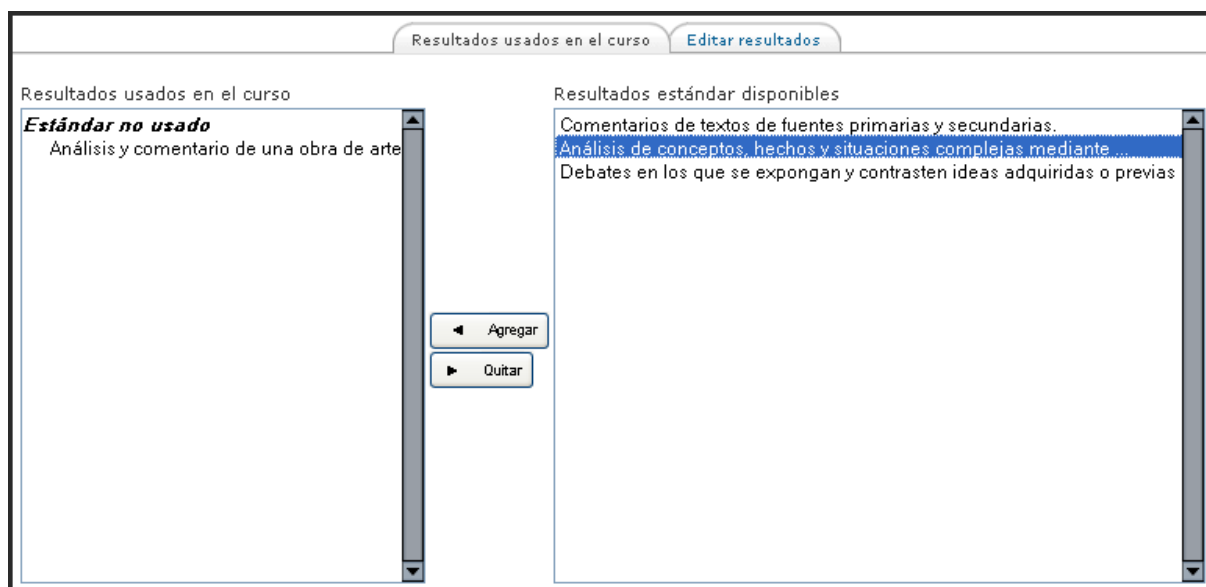 Resultados usados en el curso
Editar resultados
Resultados usados en el curso
Estándar no usado
Análisis y comentario de una obra de arte
Agregar
Quitar
Resultados estándar disponibles
Comentarios de textos de fuentes primarias y secundarias.
Análisis de conceptos, hechos y situaciones complejas mediante ...
Debates en los que se expongan y contrasten ideas adquiridas o previas